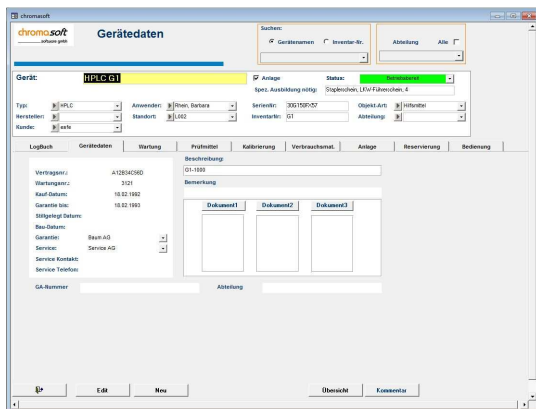 chromasoft
chromasoft
software gmbh
Gerätedaten
Suchen:
Gerätenamen Inventar-Nr.
Abteilung Alle
Gerät: HPLC G1
Anlage Status: Betriebsbereit
Spez. Ausbildung nötig: Staplerschein, LKW-Führerschein, 4
Typ: HPLC Anwender: Rhein, Barbara SerienNr: Objekt-Art: Hilfsmittel
Hersteller: Standort: L002 InventarNr: G1 Abteilung:
Kunde: esfe
LogBuch Gerätedaten Wartung Prüfmittel Kalibrierung Verbrauchsmat. Anlage Reservierung Bedienung
Beschreibung:
G1-1000
Bemerkung
Vertragsnr.: A12B34C56D
Wartungsnr.: 3121
Kauf-Datum: 18.02.1992
Garantie bis: 18.02.1993
Stillgelegt Datum:
Bau-Datum:
Garantie: Baum AG
Service: Service AG
Service Kontakt:
Service Telefon:
Dokument1 Dokument2 Dokument3
GA-Nummer Abteilung
Edit Neu Übersicht Kommentar